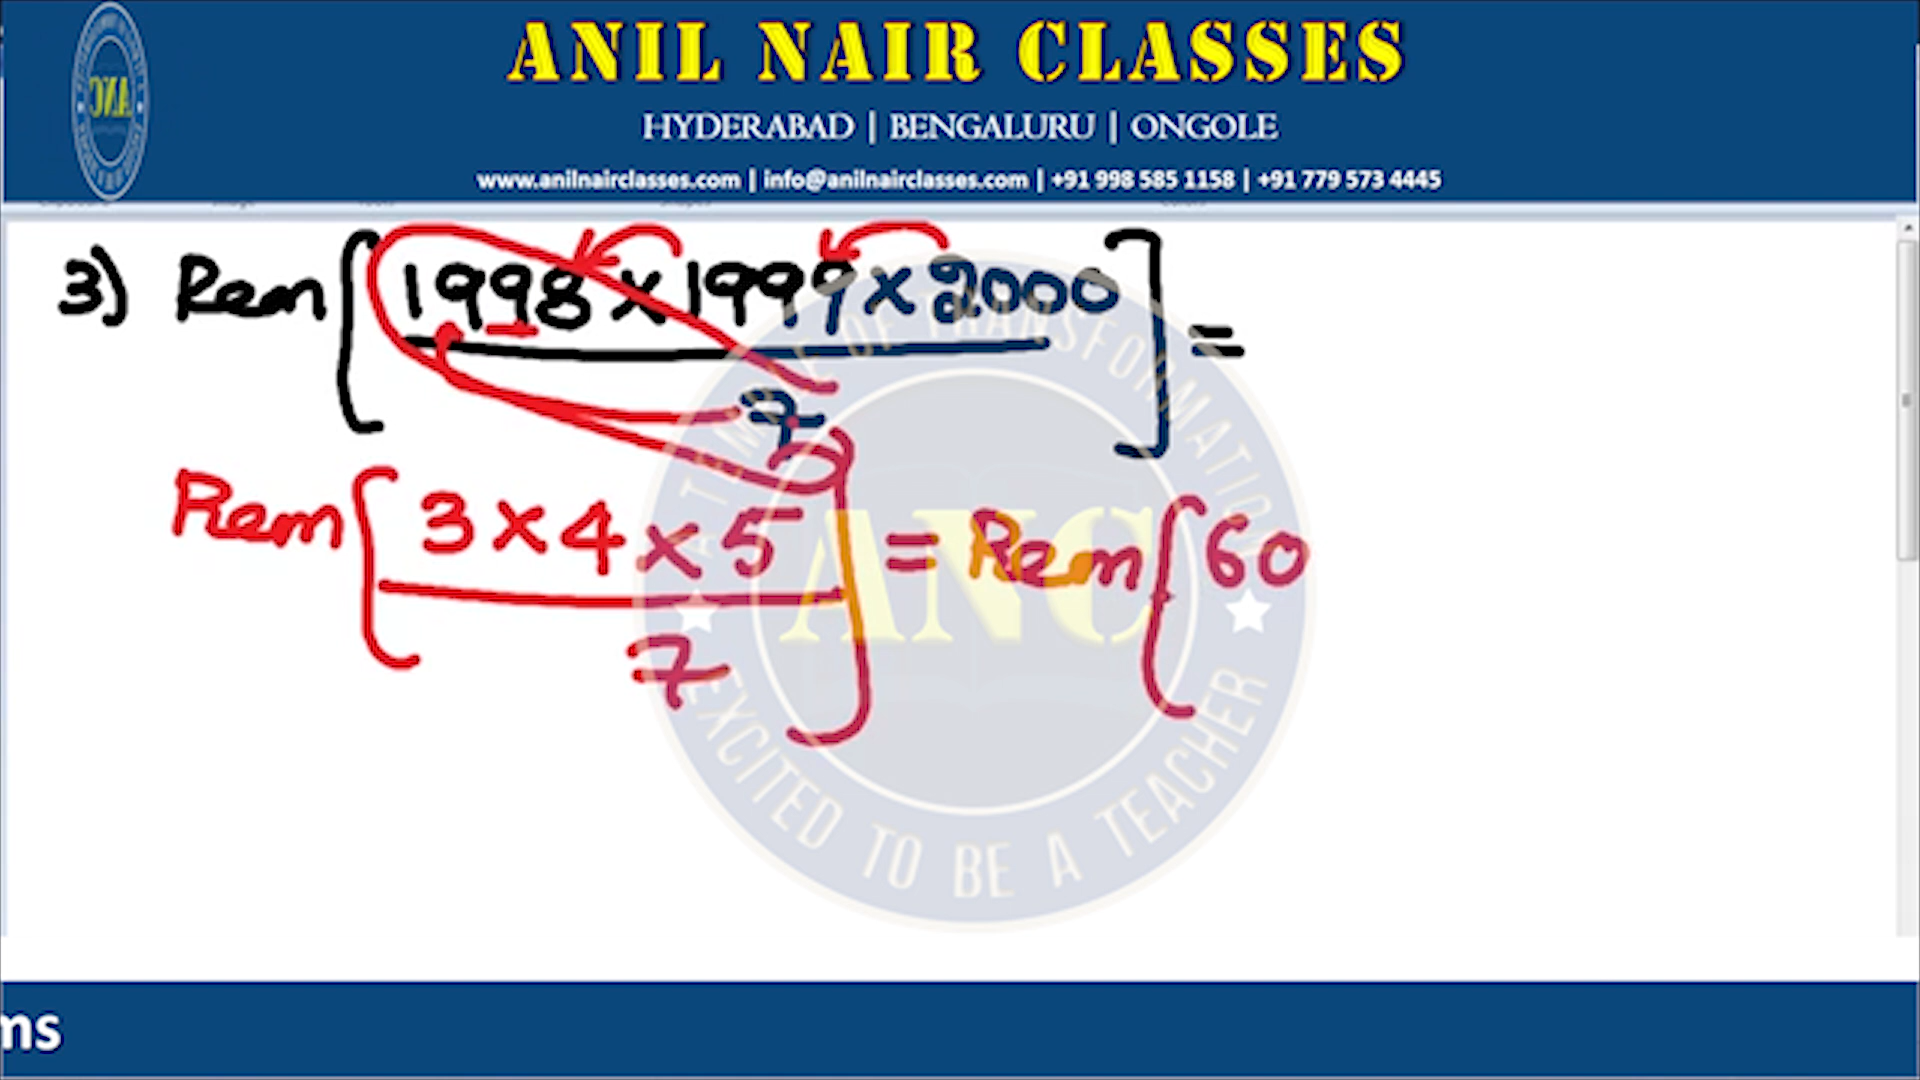 ANIL NAIR CLASSES
HYDERABAD | BENGALURU | ONGOLE
www.anilnairclasses.com | info@anilnairclasses.com | +91 998 585 1158 | +91 779 573 4445
ANC
3) Rem [ 1998 x 1999 x 2000 ] =
7
Rem [ 3 x 4 x 5 ] = Rem [ 60
7
ANC
EXCITED TO BE A TEACHER
ms